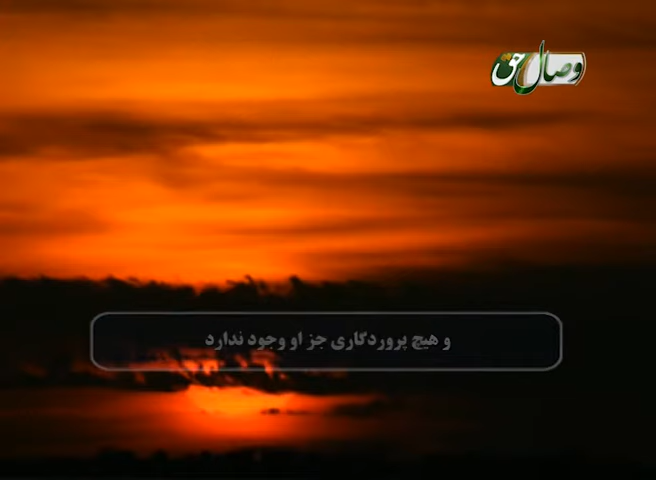 وصال حق
و هیچ پروردگاری جز او وجود ندارد